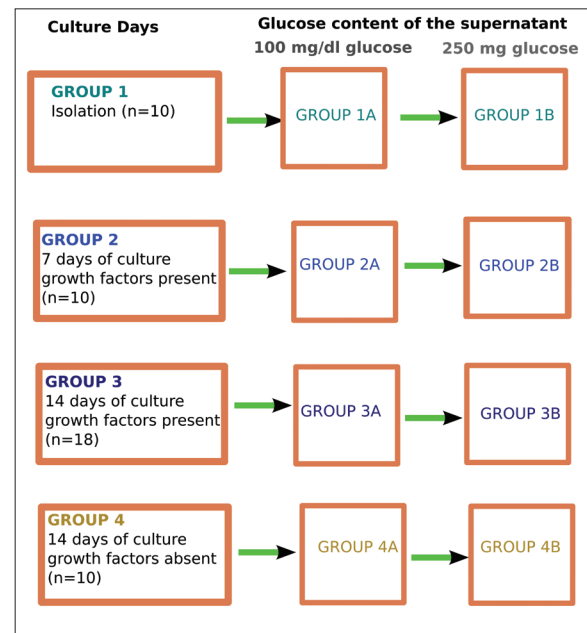 Culture Days
Glucose content of the supernatant
100 mg/dl glucose
250 mg glucose
GROUP 1
Isolation (n=10)
GROUP 1A
GROUP 1B
GROUP 2
7 days of culture
growth factors present
(n=10)
GROUP 2A
GROUP 2B
GROUP 3
14 days of culture
growth factors present
(n=18)
GROUP 3A
GROUP 3B
GROUP 4
14 days of culture
growth factors absent
(n=10)
GROUP 4A
GROUP 4B